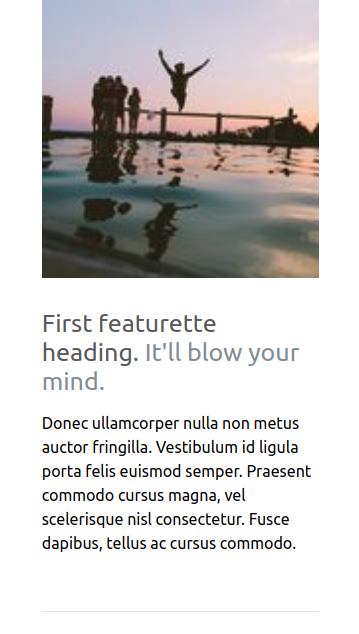 First featurette
heading. It'll blow your
mind.
Donec ullamcorper nulla non metus
auctor fringilla. Vestibulum id ligula
porta felis euismod semper. Praesent
commodo cursus magna, vel
scelerisque nisl consectetur. Fusce
dapibus, tellus ac cursus commodo.